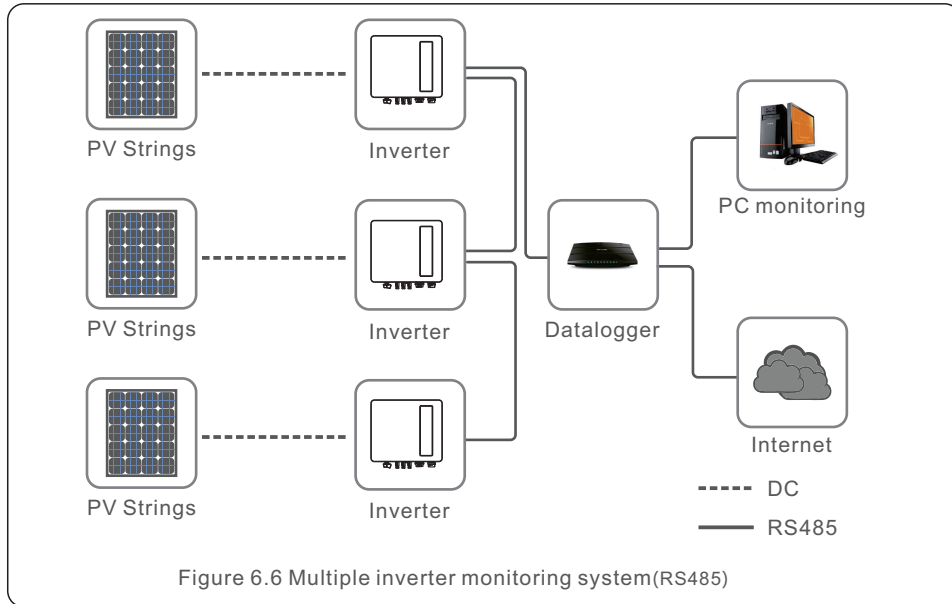 PV Strings
Inverter
PC monitoring
PV Strings
Inverter
Datalogger
Internet
PV Strings
Inverter
DC
RS485
Figure 6.6 Multiple inverter monitoring system(RS485)